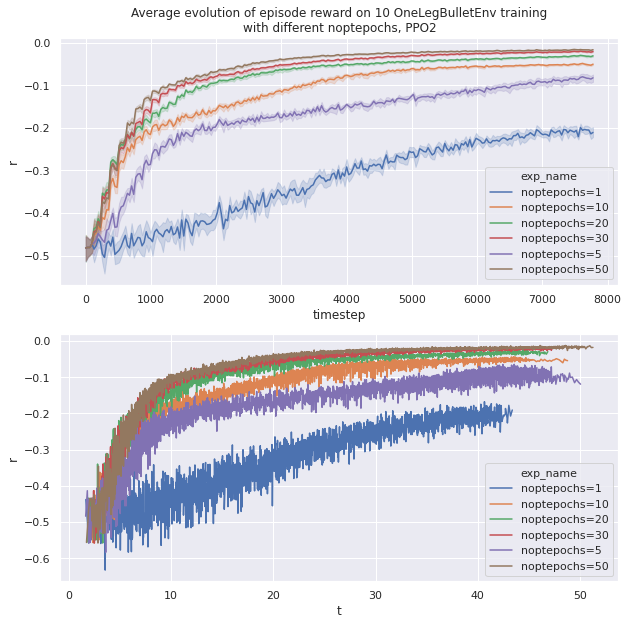 Average evolution of episode reward on 10 OneLegBulletEnv training
with different noptepochs, PPO2
0.0
−0.1
−0.2
−0.3
−0.4
−0.5
r
0
1000
2000
3000
4000
5000
6000
7000
8000
timestep
exp_name
noptepochs=1
noptepochs=10
noptepochs=20
noptepochs=30
noptepochs=5
noptepochs=50
0.0
−0.1
−0.2
−0.3
−0.4
−0.5
−0.6
r
0
10
20
30
40
50
t
exp_name
noptepochs=1
noptepochs=10
noptepochs=20
noptepochs=30
noptepochs=5
noptepochs=50